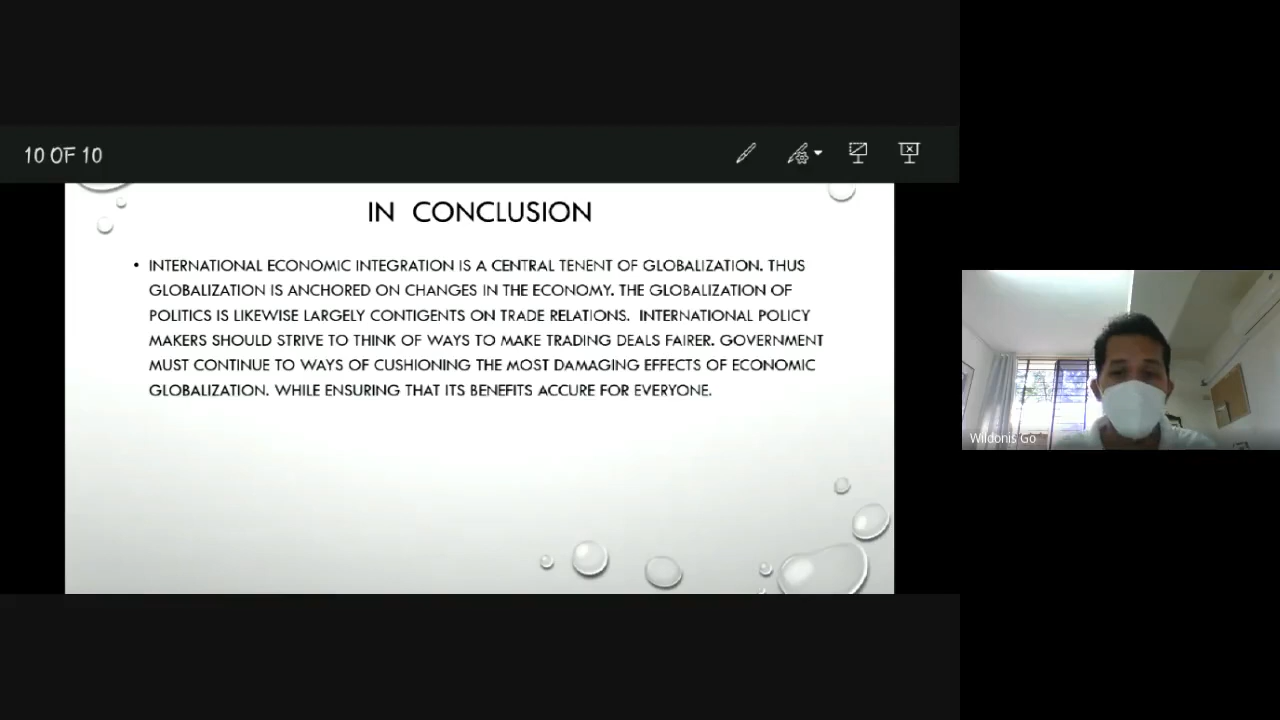 10 OF 10
IN CONCLUSION
• INTERNATIONAL ECONOMIC INTEGRATION IS A CENTRAL TENENT OF GLOBALIZATION. THUS
GLOBALIZATION IS ANCHORED ON CHANGES IN THE ECONOMY. THE GLOBALIZATION OF
POLITICS IS LIKEWISE LARGELY CONTIGENTS ON TRADE RELATIONS. INTERNATIONAL POLICY
MAKERS SHOULD STRIVE TO THINK OF WAYS TO MAKE TRADING DEALS FAIRER. GOVERNMENT
MUST CONTINUE TO WAYS OF CUSHIONING THE MOST DAMAGING EFFECTS OF ECONOMIC
GLOBALIZATION. WHILE ENSURING THAT ITS BENEFITS ACCURE FOR EVERYONE.
Wildonis Go